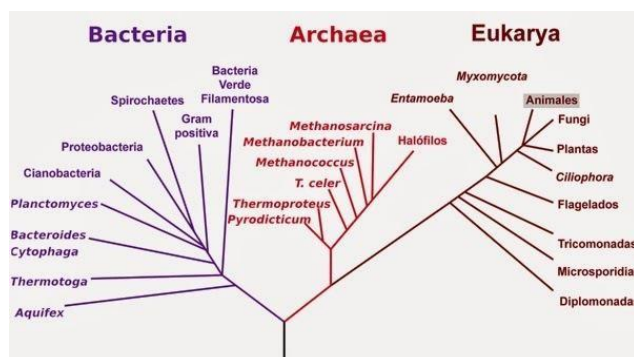 Bacteria
Archaea
Eukarya
Bacteria
Verde
Filamentosa
Spirochaetes
Gram
positiva
Proteobacteria
Cianobacteria
Planctomyces
Bacteroides
Cytophaga
Thermotoga
Aquifex
Methanosarcina
Methanobacterium
Halófilos
Methanococcus
T. celer
Thermoproteus
Pyrodicticum
Myxomycota
Entamoeba
Animales
Fungi
Plantas
Ciliophora
Flagelados
Tricomonadas
Microsporidia
Diplomonadas